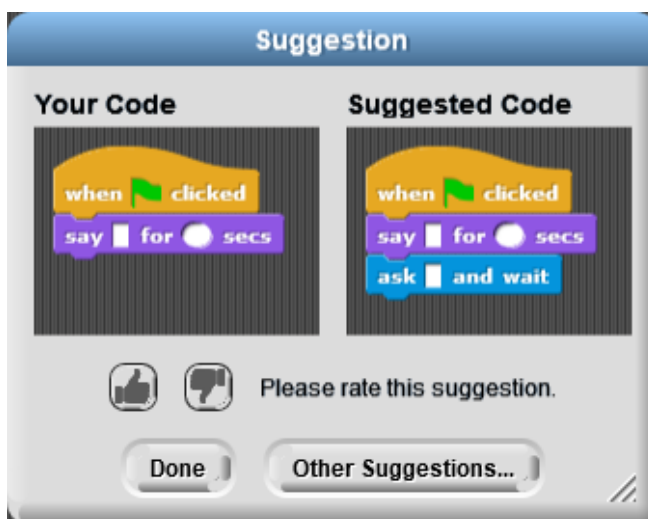 Suggestion
Your Code
when clicked
say for secs
Suggested Code
when clicked
say for secs
ask and wait
Please rate this suggestion.
Done
Other Suggestions...